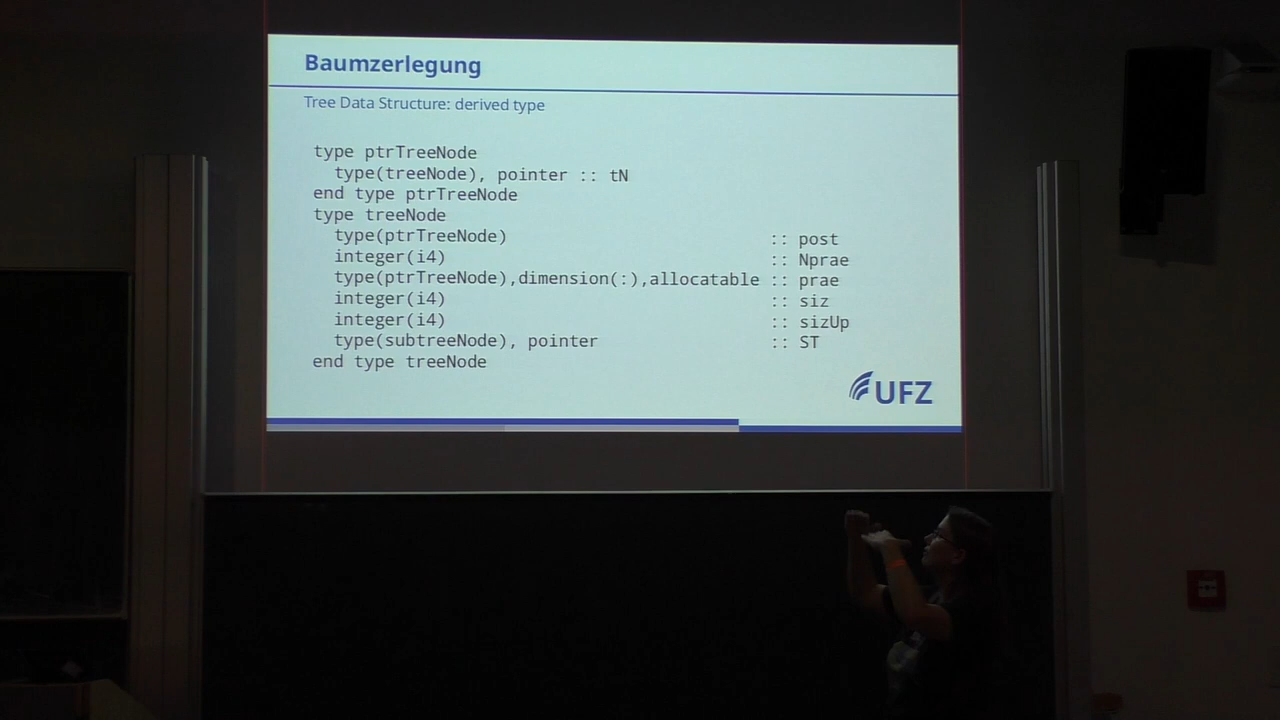 Baumzerlegung
Tree Data Structure: derived type
type ptrTreeNode
type(treeNode), pointer :: tN
end type ptrTreeNode
type treeNode
type(ptrTreeNode) :: post
integer(i4) :: Nprae
type(ptrTreeNode),dimension(:),allocatable :: prae
integer(i4) :: siz
integer(i4) :: sizUp
type(subtreeNode), pointer :: ST
end type treeNode
UFZ